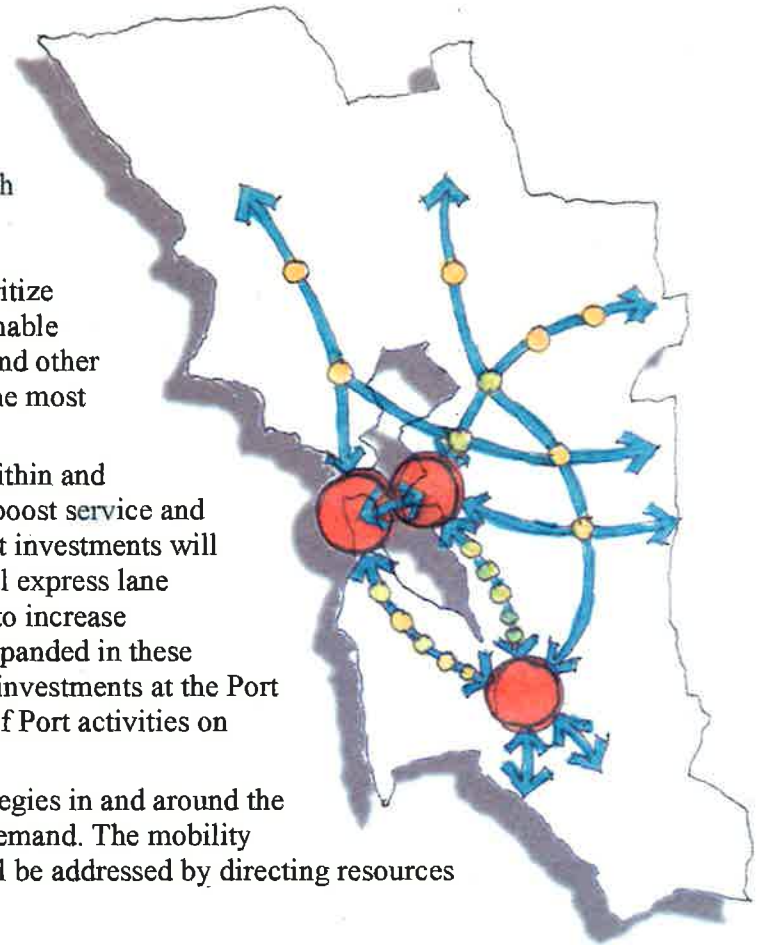 h
itize
nable
nd other
ne most
ithin and
boost service and
t investments will
l express lane
to increase
panded in these
investments at the Port
f Port activities on
egies in and around the
emand. The mobility
l be addressed by directing resources